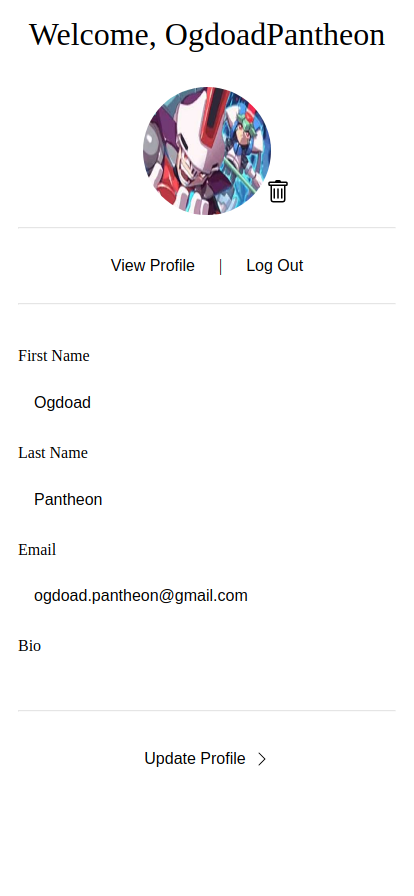 Welcome, OgdoadPantheon
View Profile | Log Out
First Name
Ogdoad
Last Name
Pantheon
Email
ogdoad.pantheon@gmail.com
Bio
Update Profile